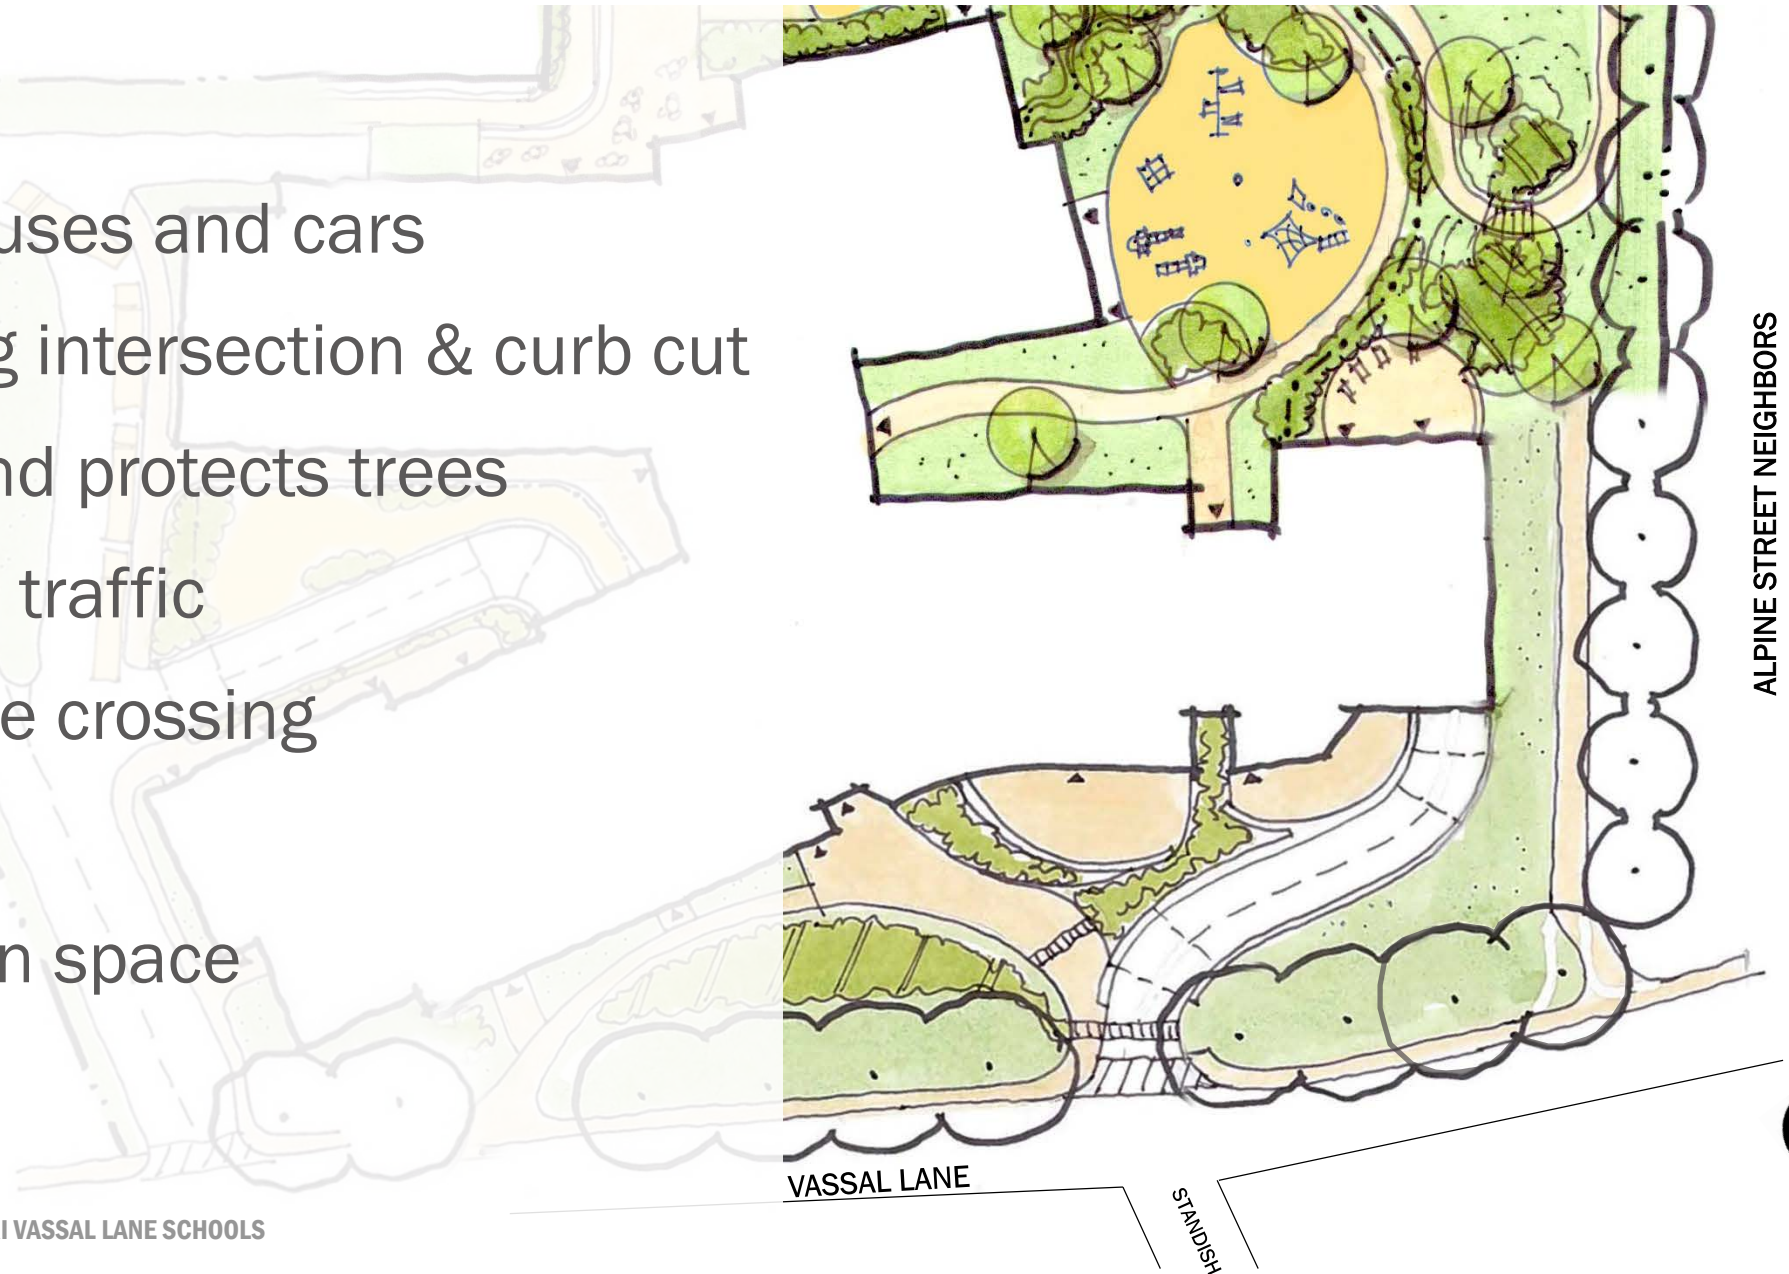 uses and cars
g intersection & curb cut
nd protects trees
traffic
e crossing
n space
I VASSAL LANE SCHOOLS
ALPINE STREET NEIGHBORS
VASSAL LANE
STANDISH